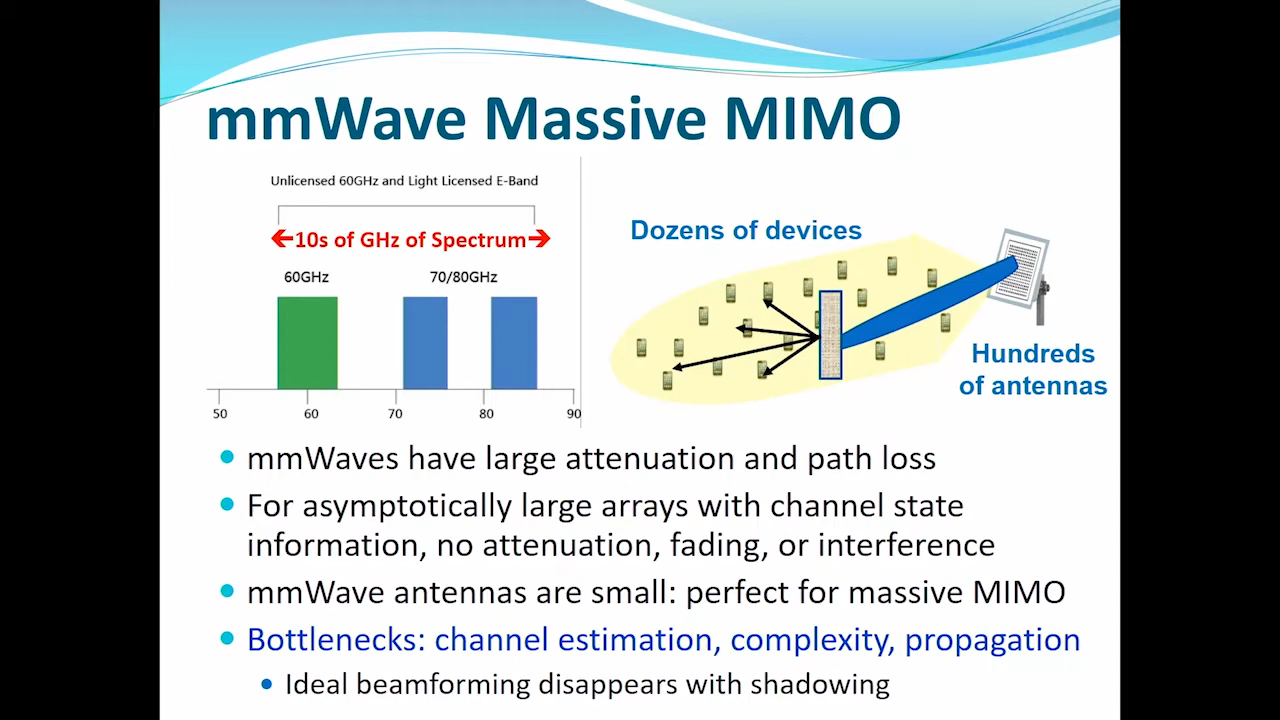 mmWave Massive MIMO
Unlicensed 60GHz and Light Licensed E-Band
10s of GHz of Spectrum
60GHz
70/80GHz
50 60 70 80 90
Dozens of devices
Hundreds
of antennas
mmWaves have large attenuation and path loss
For asymptotically large arrays with channel state
information, no attenuation, fading, or interference
mmWave antennas are small: perfect for massive MIMO
Bottlenecks: channel estimation, complexity, propagation
Ideal beamforming disappears with shadowing